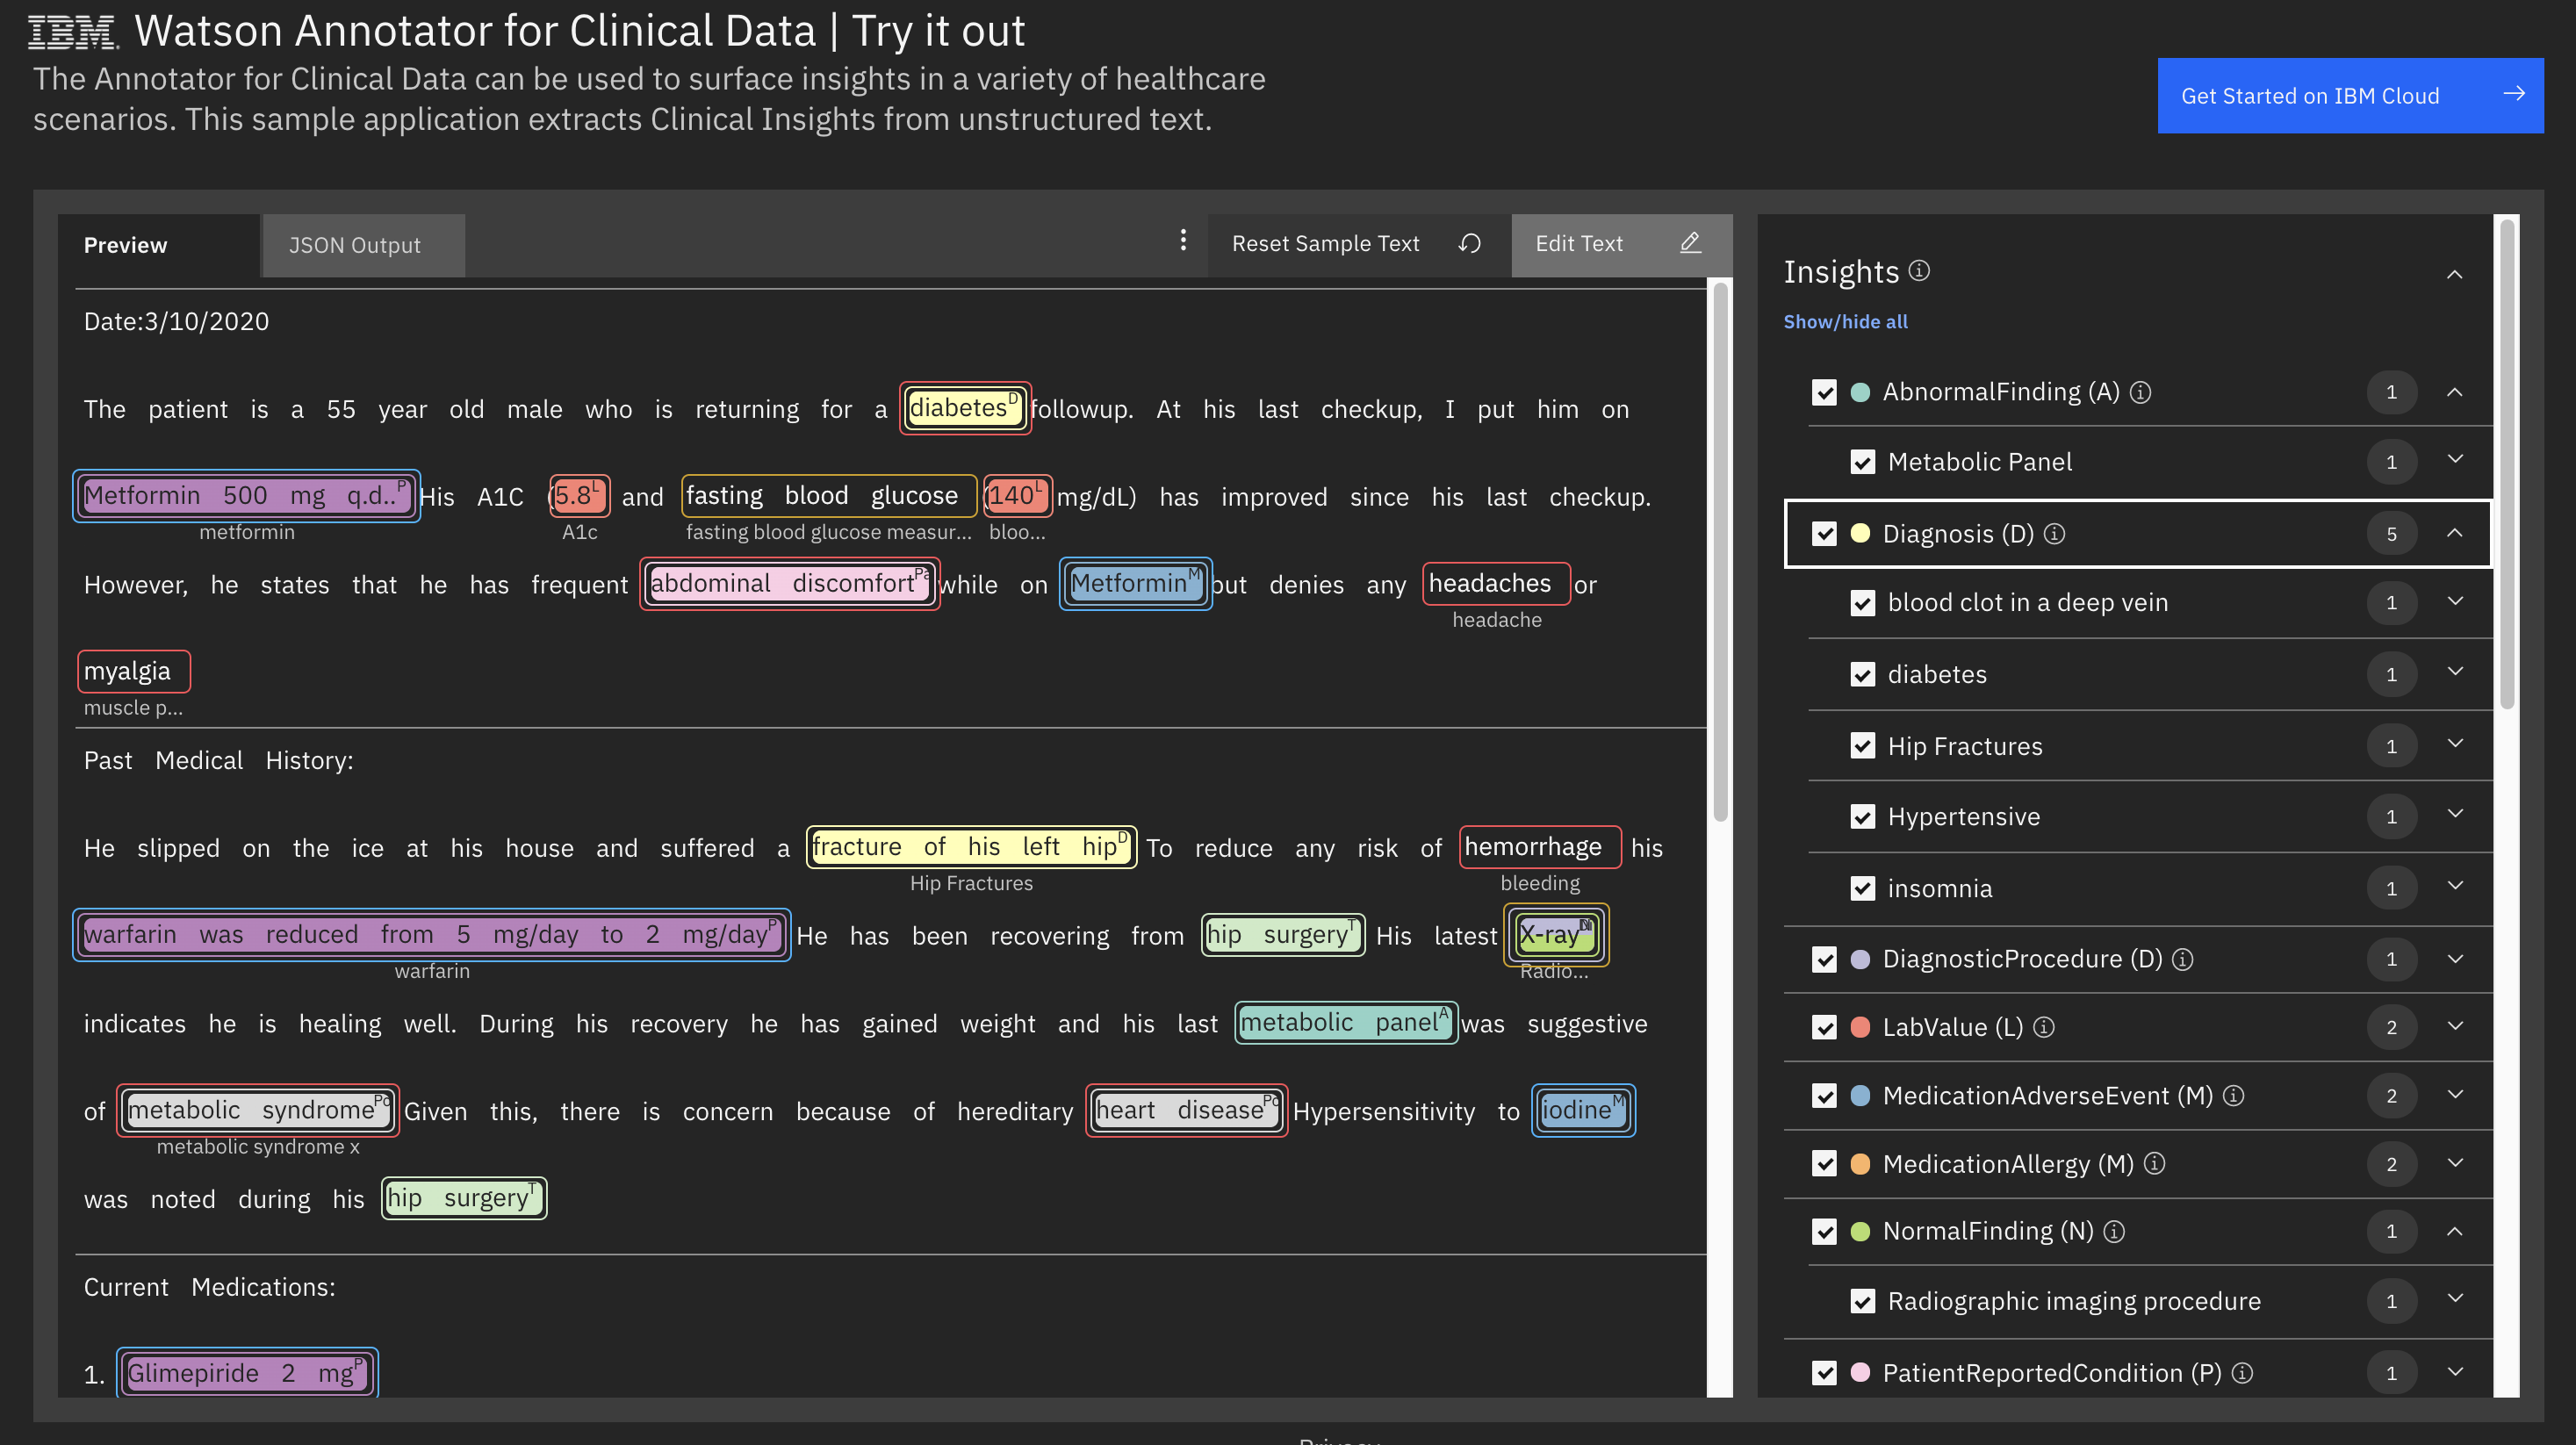 IBM. Watson Annotator for Clinical Data | Try it out
The Annotator for Clinical Data can be used to surface insights in a variety of healthcare
scenarios. This sample application extracts Clinical Insights from unstructured text.
Get Started on IBM Cloud
Preview
JSON Output
Reset Sample Text
Edit Text
Date:3/10/2020
The patient is a 55 year old male who is returning for a diabetes D followup. At his last checkup, I put him on
Metformin 500 mg q.d.. P His A1C (5.8 L and fasting blood glucose (140 L mg/dL) has improved since his last checkup.
metformin A1c fasting blood glucose measur... bloo...
However, he states that he has frequent abdominal discomfort Pa while on Metformin M but denies any headaches or
headache
myalgia
muscle p...
Past Medical History:
He slipped on the ice at his house and suffered a fracture of his left hip D To reduce any risk of hemorrhage his
Hip Fractures bleeding
warfarin was reduced from 5 mg/day to 2 mg/day P He has been recovering from hip surgery T His latest X-ray
warfarin Radio...
indicates he is healing well. During his recovery he has gained weight and his last metabolic panel A was suggestive
of metabolic syndrome Po Given this, there is concern because of hereditary heart disease Po Hypersensitivity to iodine M
metabolic syndrome x
was noted during his hip surgery T
Current Medications:
1. Glimepiride 2 mg P
Insights
Show/hide all
AbnormalFinding (A) 1
Metabolic Panel 1
Diagnosis (D) 5
blood clot in a deep vein 1
diabetes 1
Hip Fractures 1
Hypertensive 1
insomnia 1
DiagnosticProcedure (D) 1
LabValue (L) 2
MedicationAdverseEvent (M) 2
MedicationAllergy (M) 2
NormalFinding (N) 1
Radiographic imaging procedure 1
PatientReportedCondition (P) 1